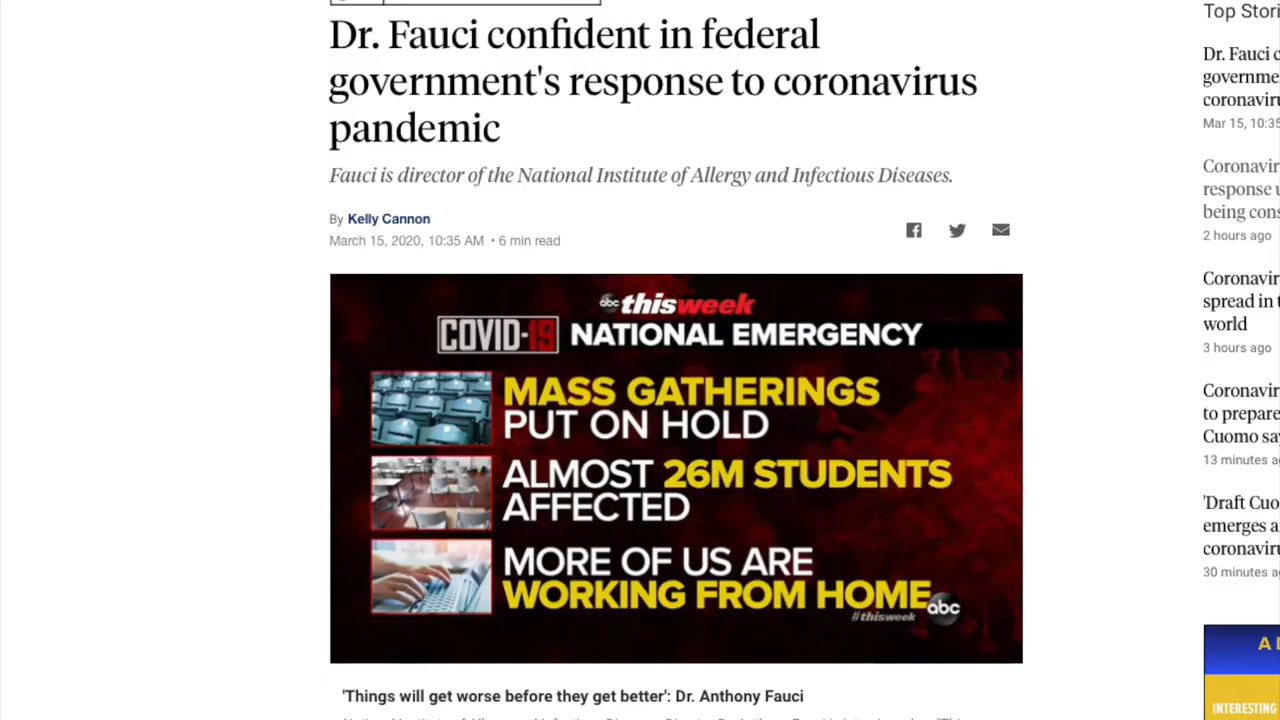 Dr. Fauci confident in federal
government's response to coronavirus
pandemic
Fauci is director of the National Institute of Allergy and Infectious Diseases.
By Kelly Cannon
March 15, 2020, 10:35 AM • 6 min read
abc this week
COVID-19 NATIONAL EMERGENCY
MASS GATHERINGS
PUT ON HOLD
ALMOST 26M STUDENTS
AFFECTED
MORE OF US ARE
WORKING FROM HOME
abc
#thisweek
'Things will get worse before they get better': Dr. Anthony Fauci
Top Stori
Dr. Fauci c
governme
coronaviru
Mar 15, 10:35
Coronavir
response u
being cons
2 hours ago
Coronavir
spread in t
world
3 hours ago
Coronavir
to prepare
Cuomo sa
13 minutes a
'Draft Cuo
emerges a
coronaviru
30 minutes a
INTERESTING